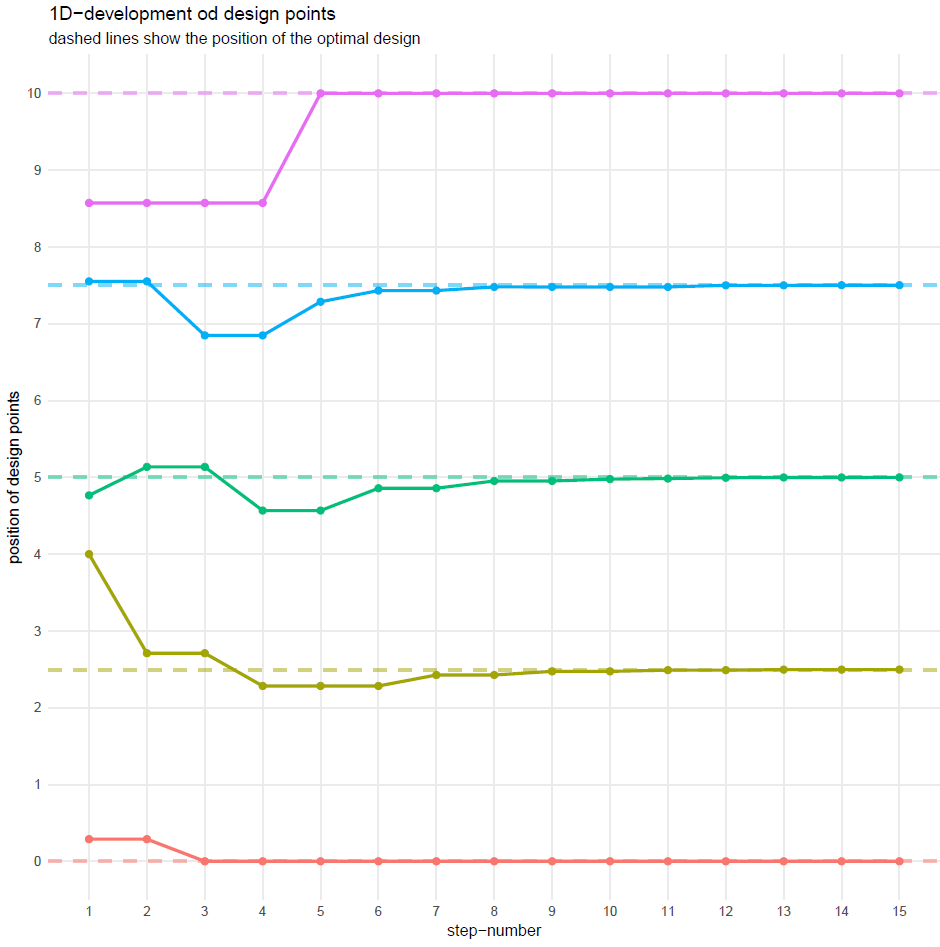 1D−development od design points
dashed lines show the position of the optimal design
position of design points
10
9
8
7
6
5
4
3
2
1
0
1 2 3 4 5 6 7 8 9 10 11 12 13 14 15
step−number